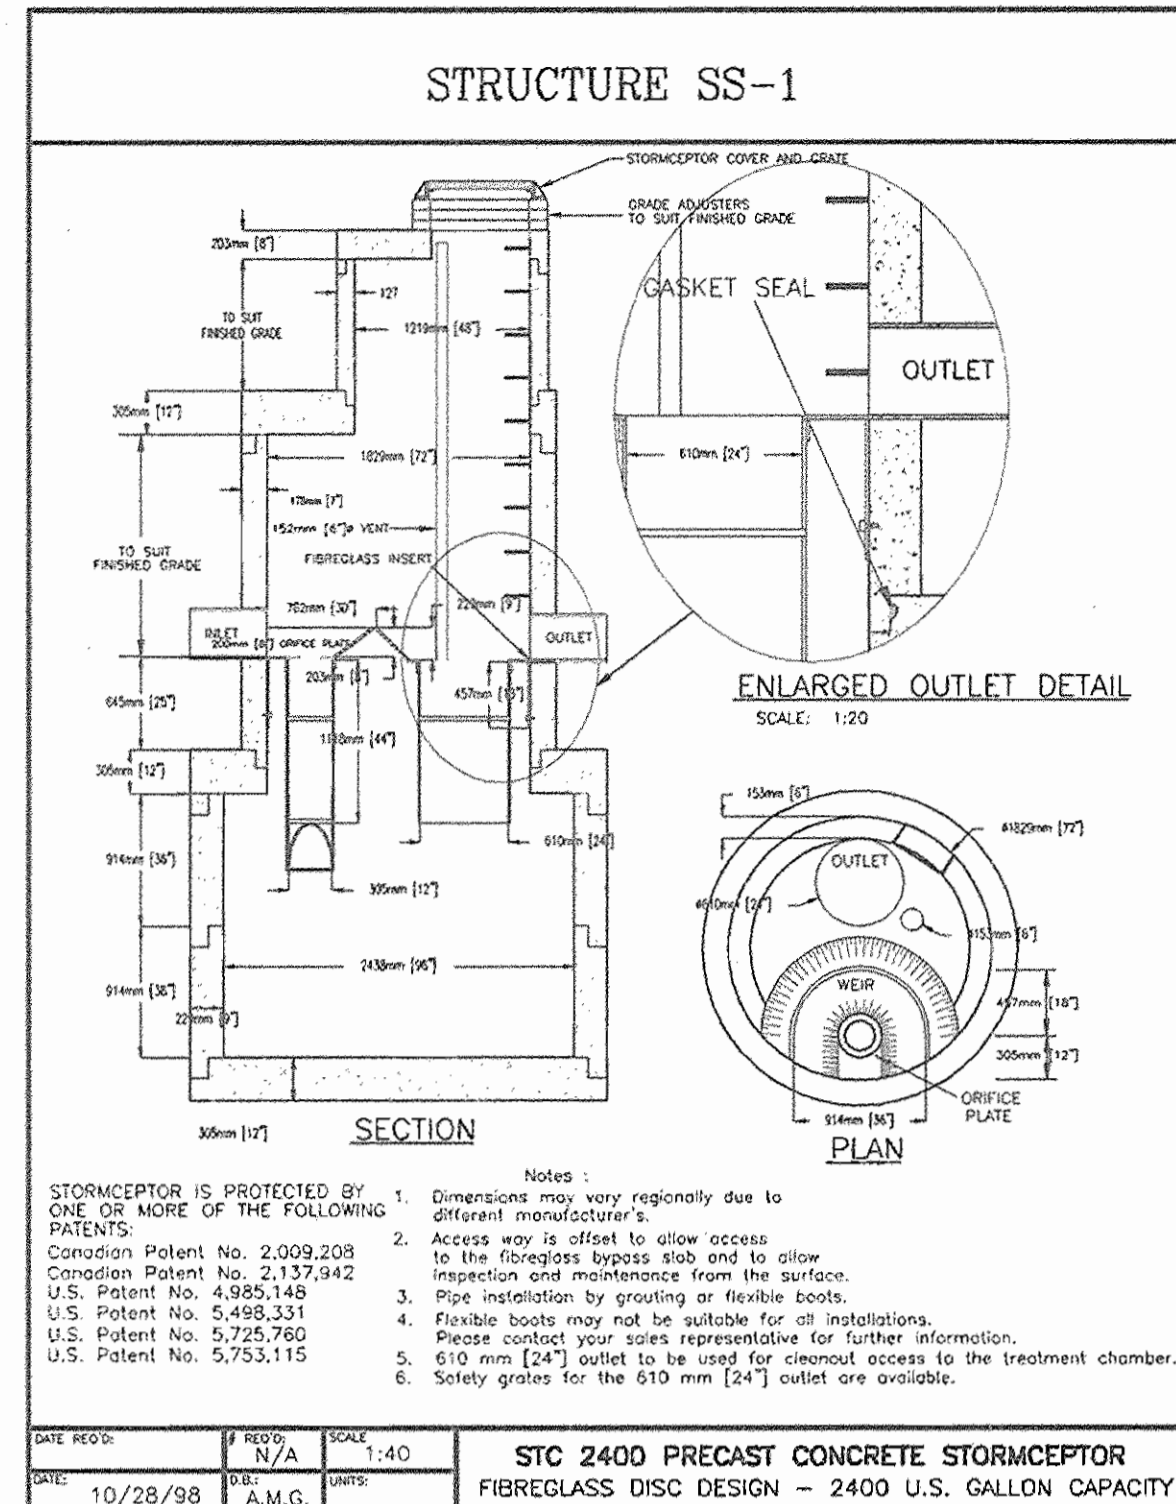 STRUCTURE SS-1
STORMCEPTOR COVER AND GRATE
GRADE ADJUSTERS
TO SUIT FINISHED GRADE
203mm [8"]
127
TO SUIT
FINISHED GRADE
1219mm [48"]
GASKET SEAL
OUTLET
305mm [12"]
610mm [24"]
1829mm [72"]
178mm [7"]
152mm [6"]ø VENT
TO SUIT
FINISHED GRADE
FIBREGLASS INSERT
762mm [30"]
229mm [9"]
INLET
ORIFICE PLATE
OUTLET
203mm [8"]
457mm [18"]
645mm [25"]
ENLARGED OUTLET DETAIL
SCALE: 1:20
[44"]
305mm [12"]
153mm [6"]
ø1829mm [72"]
914mm [36"]
610mm [24"]
OUTLET
ø610mm [24"]
305mm [12"]
ø153mm [6"]
2438mm [96"]
WEIR
914mm [36"]
457mm [18"]
229mm [9"]
305mm [12"]
ORIFICE
PLATE
914mm [36"]
305mm [12"]
SECTION
PLAN
STORMCEPTOR IS PROTECTED BY
ONE OR MORE OF THE FOLLOWING
PATENTS:
Canadian Patent No. 2,009,208
Canadian Patent No. 2,137,942
U.S. Patent No. 4,985,148
U.S. Patent No. 5,498,331
U.S. Patent No. 5,725,760
U.S. Patent No. 5,753,115
Notes :
1. Dimensions may vary regionally due to
different manufacturer's.
2. Access way is offset to allow access
to the fibreglass bypass slab and to allow
inspection and maintenance from the surface.
3. Pipe installation by grouting or flexible boots.
4. Flexible boots may not be suitable for all installations.
Please contact your sales representative for further information.
5. 610 mm [24"] outlet to be used for cleanout access to the treatment chamber.
6. Safety grates for the 610 mm [24"] outlet are available.
DATE REQ'D:
# REQ'D:
N/A
SCALE
1:40
DATE:
10/28/98
D.B.:
A.M.G.
UNITS:
STC 2400 PRECAST CONCRETE STORMCEPTOR
FIBREGLASS DISC DESIGN - 2400 U.S. GALLON CAPACITY